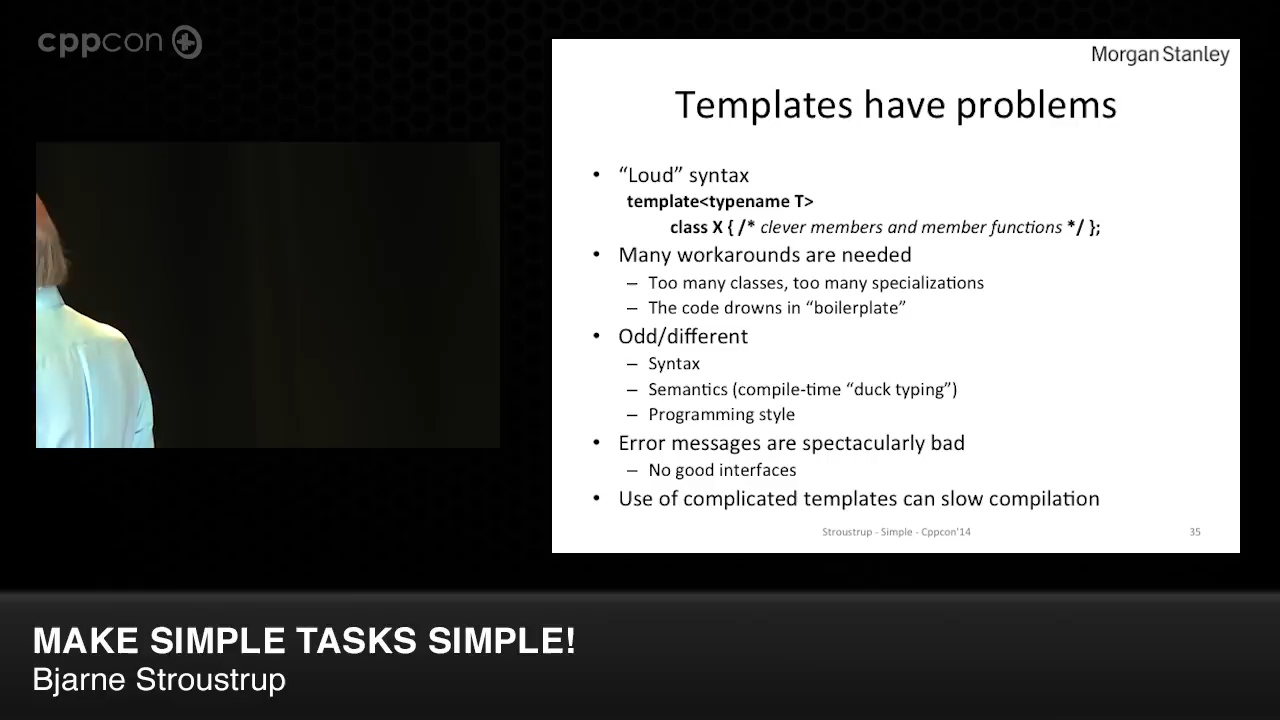 cppcon
Morgan Stanley
Templates have problems
• “Loud” syntax
template<typename T>
class X { /* clever members and member functions */ };
• Many workarounds are needed
– Too many classes, too many specializations
– The code drowns in “boilerplate”
• Odd/different
– Syntax
– Semantics (compile-time “duck typing”)
– Programming style
• Error messages are spectacularly bad
– No good interfaces
• Use of complicated templates can slow compilation
Stroustrup - Simple - Cppcon'14 35
MAKE SIMPLE TASKS SIMPLE!
Bjarne Stroustrup